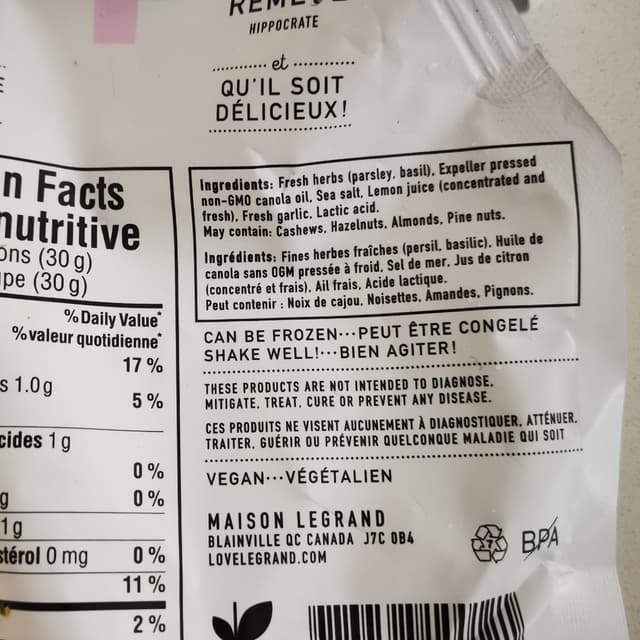 HIPPOCRATE
et
QU'IL SOIT
DÉLICIEUX!
n Facts
nutritive
ons (30 g)
pe (30 g)
% Daily Value*
% valeur quotidienne*
17 %
s 1.0g
5 %
cides 1 g
0 %
g
0 %
1 g
stérol 0 mg 0 %
11 %
2 %
Ingredients: Fresh herbs (parsley, basil), Expeller pressed
non-GMO canola oil, Sea salt, Lemon juice (concentrated and
fresh), Fresh garlic, Lactic acid.
May contain: Cashews, Hazelnuts, Almonds, Pine nuts.
Ingrédients: Fines herbes fraîches (persil, basilic), Huile de
canola sans OGM pressée à froid, Sel de mer, Jus de citron
(concentré et frais), Ail frais, Acide lactique.
Peut contenir : Noix de cajou, Noisettes, Amandes, Pignons.
CAN BE FROZEN···PEUT ÊTRE CONGELÉ
SHAKE WELL!···BIEN AGITER!
THESE PRODUCTS ARE NOT INTENDED TO DIAGNOSE,
MITIGATE, TREAT, CURE OR PREVENT ANY DISEASE.
CES PRODUITS NE VISENT AUCUNEMENT À DIAGNOSTIQUER, ATTÉNUER,
TRAITER, GUÉRIR OU PRÉVENIR QUELCONQUE MALADIE QUI SOIT
VEGAN···VÉGÉTALIEN
MAISON LEGRAND
BLAINVILLE QC CANADA J7C 0B4
LOVELEGRAND.COM
7
BPA